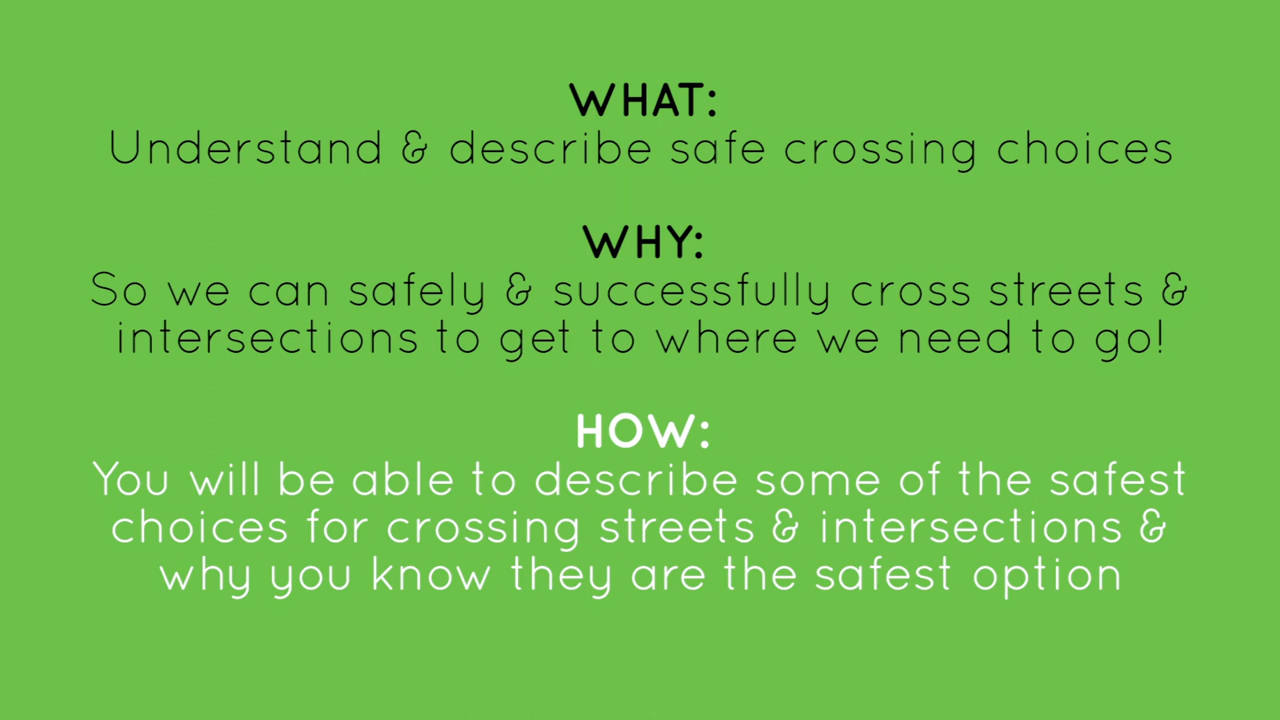 WHAT:
Understand & describe safe crossing choices
WHY:
So we can safely & successfully cross streets &
intersections to get to where we need to go!
HOW:
You will be able to describe some of the safest
choices for crossing streets & intersections &
why you know they are the safest option